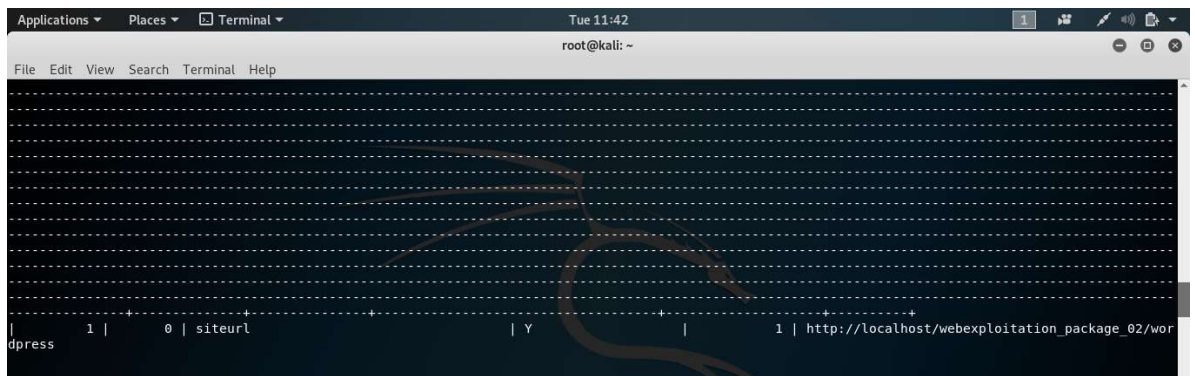 Applications Places Terminal Tue 11:42 1
root@kali: ~
File Edit View Search Terminal Help
| 1 | 0 | siteurl | Y | 1 | http://localhost/webexploitation_package_02/wor
dpress